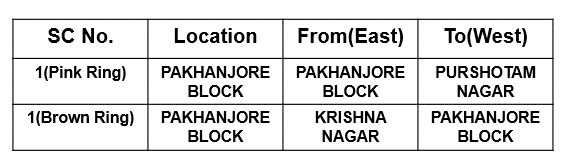 SC No. Location From(East) To(West)
1(Pink Ring) PAKHANJORE BLOCK PAKHANJORE BLOCK PURSHOTAM NAGAR
1(Brown Ring) PAKHANJORE BLOCK KRISHNA NAGAR PAKHANJORE BLOCK